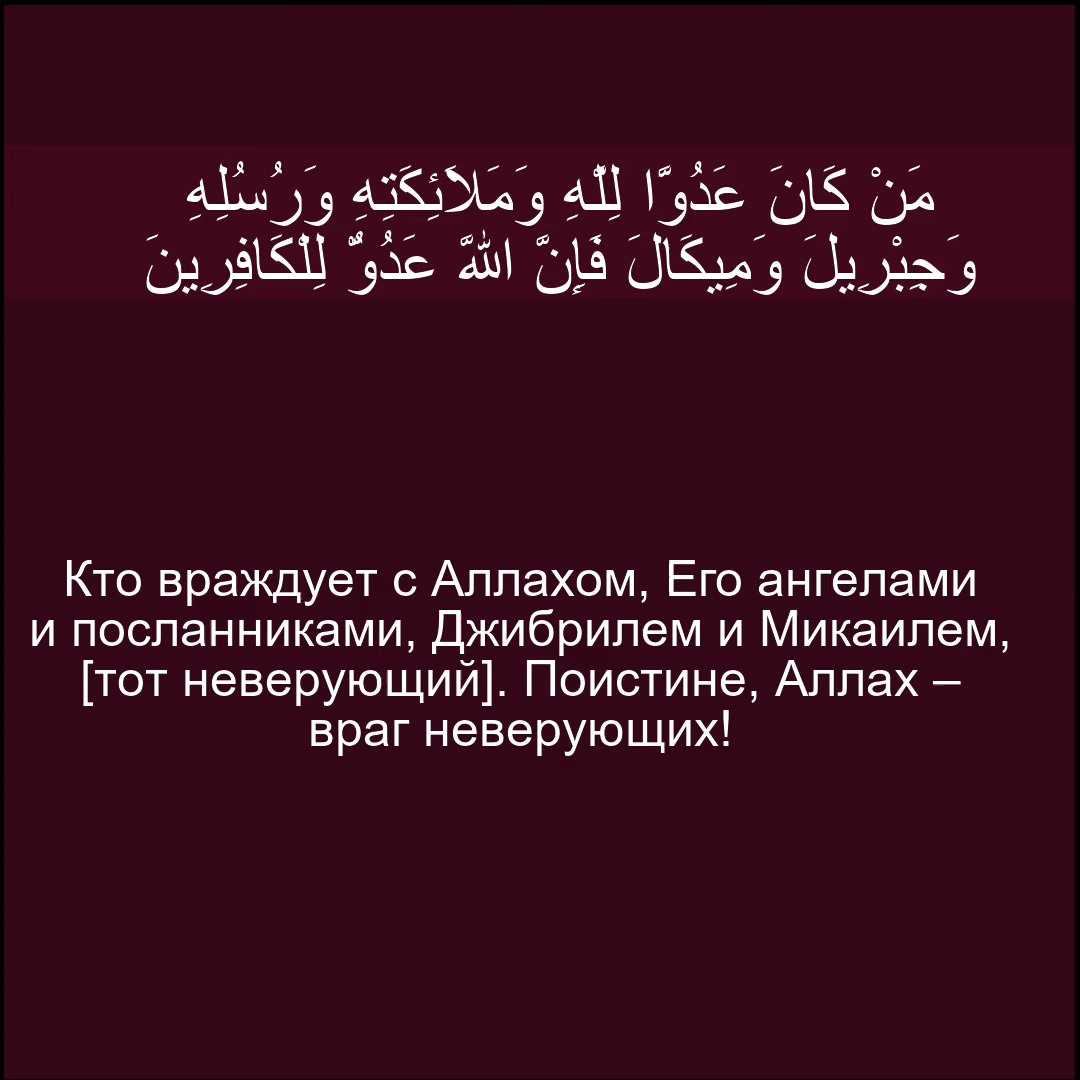 مَنْ كَانَ عَدُوًّا لِلَّهِ وَمَلَائِكَتِهِ وَرُسُلِهِ
وَجِبْرِيلَ وَمِيكَالَ فَإِنَّ اللَّهَ عَدُوٌّ لِلْكَافِرِينَ
Кто враждует с Аллахом, Его ангелами
и посланниками, Джибрилем и Микаилем,
[тот неверующий]. Поистине, Аллах –
враг неверующих!